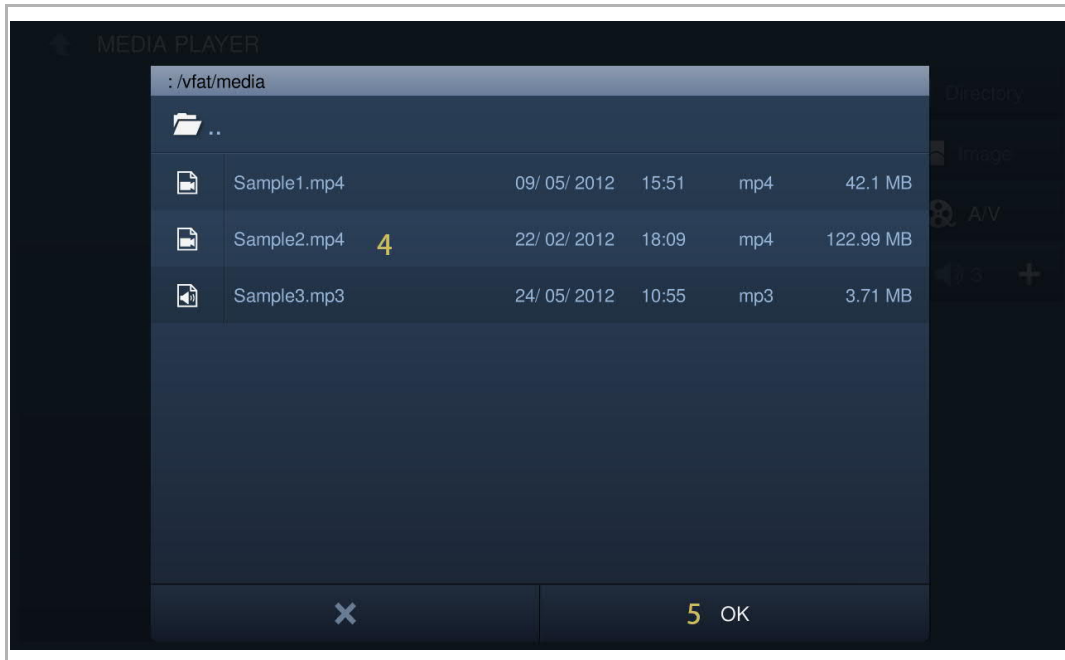 MEDIA PLAYER
: /vfat/media
Directory
..
Image
Sample1.mp4 09/ 05/ 2012 15:51 mp4 42.1 MB
A/V
Sample2.mp4 4 22/ 02/ 2012 18:09 mp4 122.99 MB
Sample3.mp3 24/ 05/ 2012 10:55 mp3 3.71 MB
5 OK